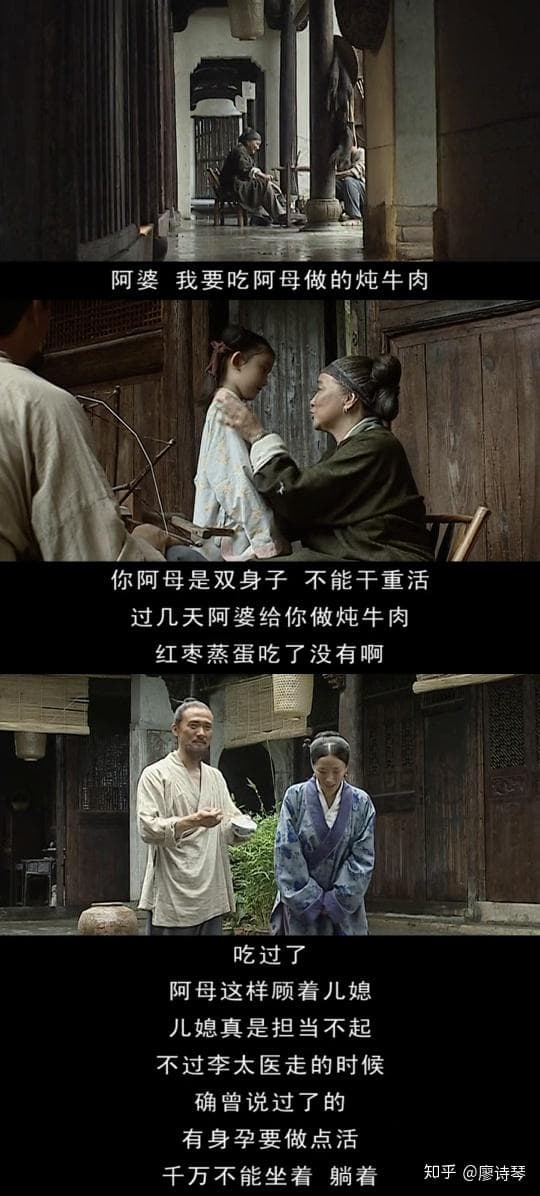 阿婆 我要吃阿母做的炖牛肉
你阿母是双身子 不能干重活
过几天阿婆给你做炖牛肉
红枣蒸蛋吃了没有啊
吃过了
阿母这样顾着儿媳
儿媳真是担当不起
不过李太医走的时候
确曾说过了的
有身孕要做点活
千万不能坐着 躺着
知乎 @廖诗琴